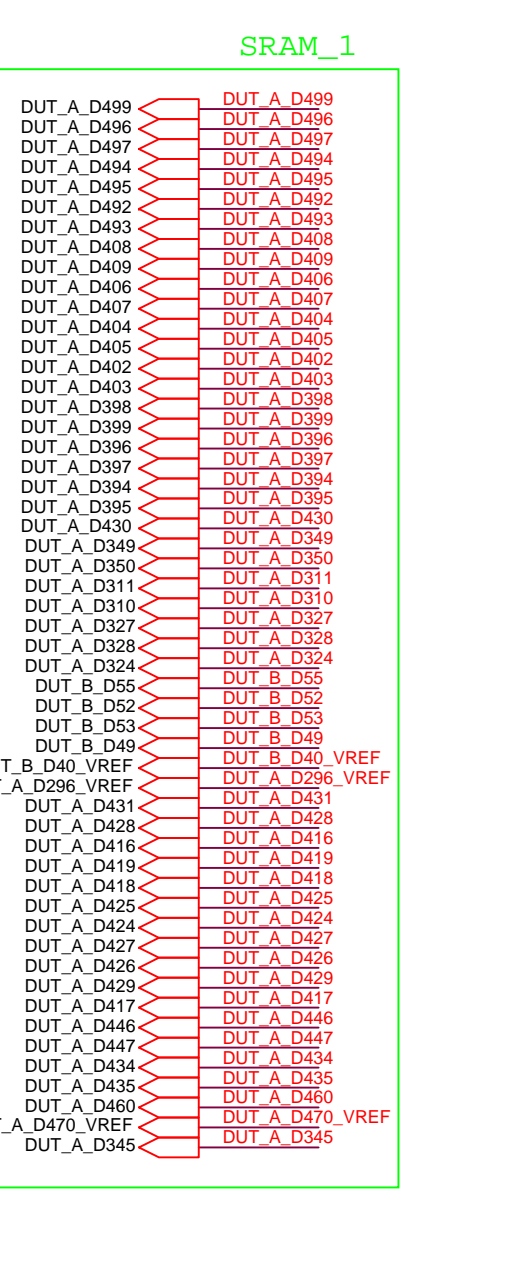 SRAM_1
DUT_A_D499 DUT_A_D499
DUT_A_D496 DUT_A_D496
DUT_A_D497 DUT_A_D497
DUT_A_D494 DUT_A_D494
DUT_A_D495 DUT_A_D495
DUT_A_D492 DUT_A_D492
DUT_A_D493 DUT_A_D493
DUT_A_D408 DUT_A_D408
DUT_A_D409 DUT_A_D409
DUT_A_D406 DUT_A_D406
DUT_A_D407 DUT_A_D407
DUT_A_D404 DUT_A_D404
DUT_A_D405 DUT_A_D405
DUT_A_D402 DUT_A_D402
DUT_A_D403 DUT_A_D403
DUT_A_D398 DUT_A_D398
DUT_A_D399 DUT_A_D399
DUT_A_D396 DUT_A_D396
DUT_A_D397 DUT_A_D397
DUT_A_D394 DUT_A_D394
DUT_A_D395 DUT_A_D395
DUT_A_D430 DUT_A_D430
DUT_A_D349 DUT_A_D349
DUT_A_D350 DUT_A_D350
DUT_A_D311 DUT_A_D311
DUT_A_D310 DUT_A_D310
DUT_A_D327 DUT_A_D327
DUT_A_D328 DUT_A_D328
DUT_A_D324 DUT_A_D324
DUT_B_D55 DUT_B_D55
DUT_B_D52 DUT_B_D52
DUT_B_D53 DUT_B_D53
DUT_B_D49 DUT_B_D49
T_B_D40_VREF DUT_B_D40_VREF
_A_D296_VREF DUT_A_D296_VREF
DUT_A_D431 DUT_A_D431
DUT_A_D428 DUT_A_D428
DUT_A_D416 DUT_A_D416
DUT_A_D419 DUT_A_D419
DUT_A_D418 DUT_A_D418
DUT_A_D425 DUT_A_D425
DUT_A_D424 DUT_A_D424
DUT_A_D427 DUT_A_D427
DUT_A_D426 DUT_A_D426
DUT_A_D429 DUT_A_D429
DUT_A_D417 DUT_A_D417
DUT_A_D446 DUT_A_D446
DUT_A_D447 DUT_A_D447
DUT_A_D434 DUT_A_D434
DUT_A_D435 DUT_A_D435
DUT_A_D460 DUT_A_D460
_A_D470_VREF DUT_A_D470_VREF
DUT_A_D345 DUT_A_D345